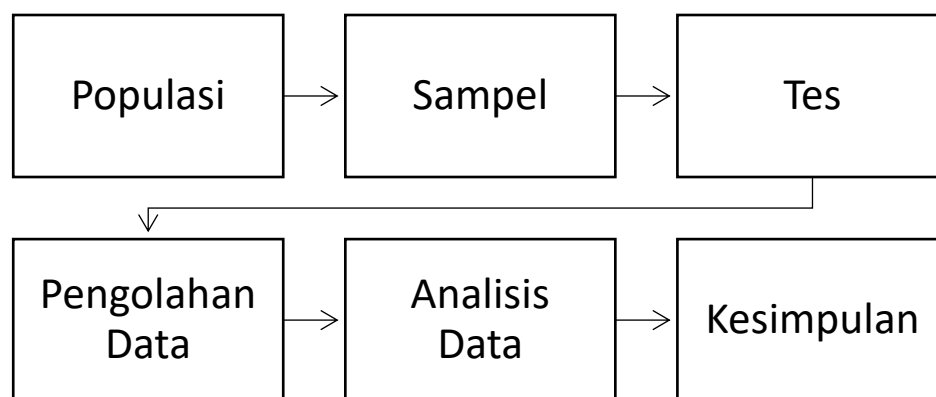 Populasi
Sampel
Tes
Pengolahan
Data
Analisis
Data
Kesimpulan